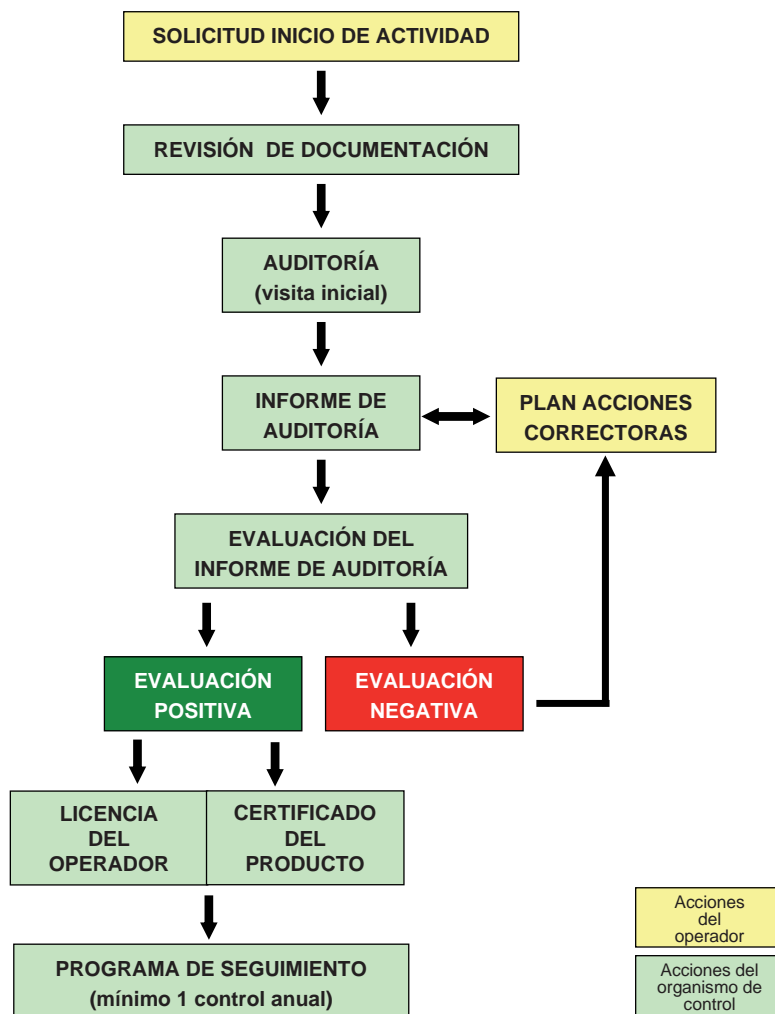 SOLICITUD INICIO DE ACTIVIDAD
REVISIÓN DE DOCUMENTACIÓN
AUDITORÍA
(visita inicial)
INFORME DE
AUDITORÍA
PLAN ACCIONES
CORRECTORAS
EVALUACIÓN DEL
INFORME DE AUDITORÍA
EVALUACIÓN
POSITIVA
EVALUACIÓN
NEGATIVA
LICENCIA
DEL
OPERADOR
CERTIFICADO
DEL
PRODUCTO
PROGRAMA DE SEGUIMIENTO
(mínimo 1 control anual)
Acciones
del
operador
Acciones del
organismo de
control